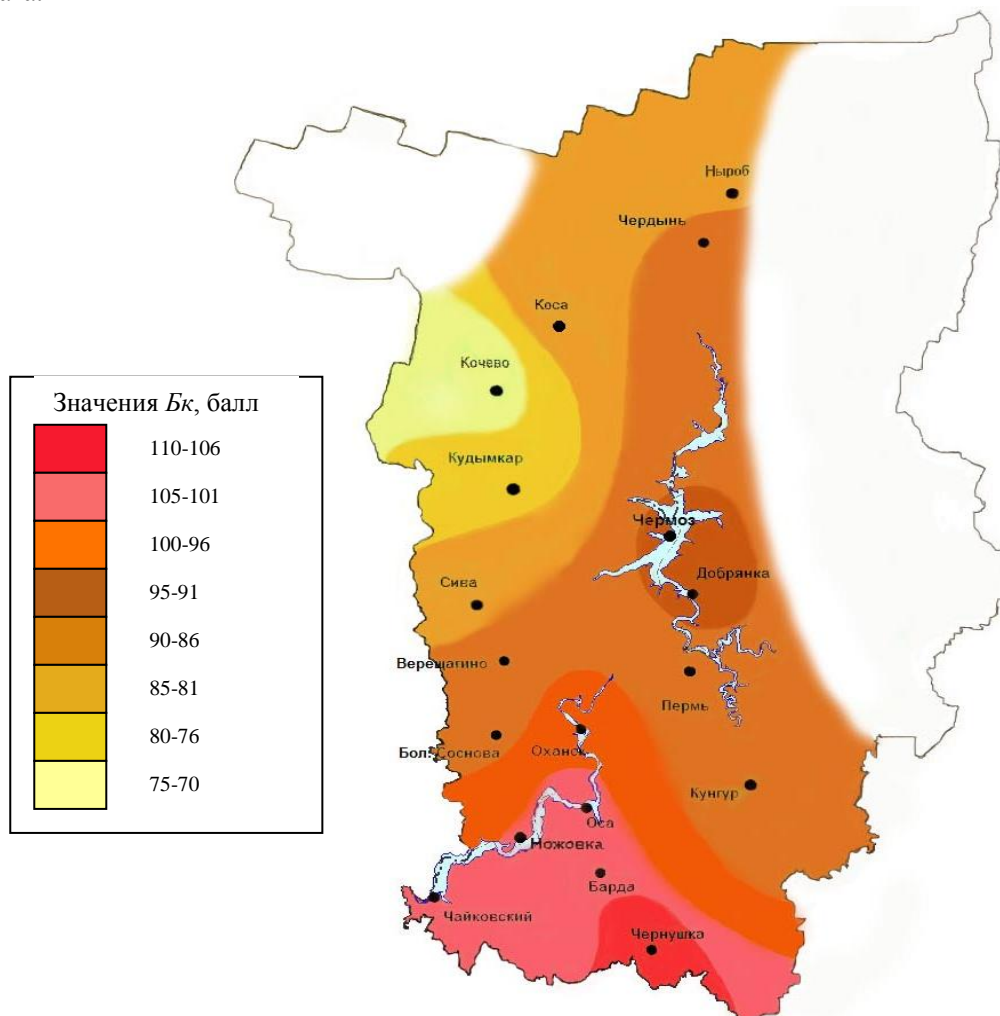 Значения Бк, балл
110-106
105-101
100-96
95-91
90-86
85-81
80-76
75-70
Ныроб
Чердынь
Коса
Кочево
Кудымкар
Чермоз
Добрянка
Сива
Верещагино
Пермь
Бол. Соснова
Оханск
Кунгур
Оса
Ножовка
Барда
Чайковский
Чернушка